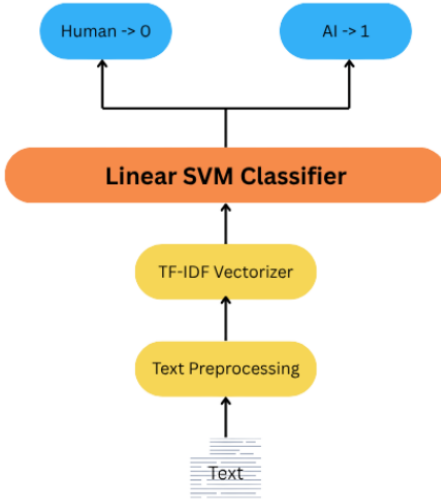 Human -> 0
AI -> 1
Linear SVM Classifier
TF-IDF Vectorizer
Text Preprocessing
Text